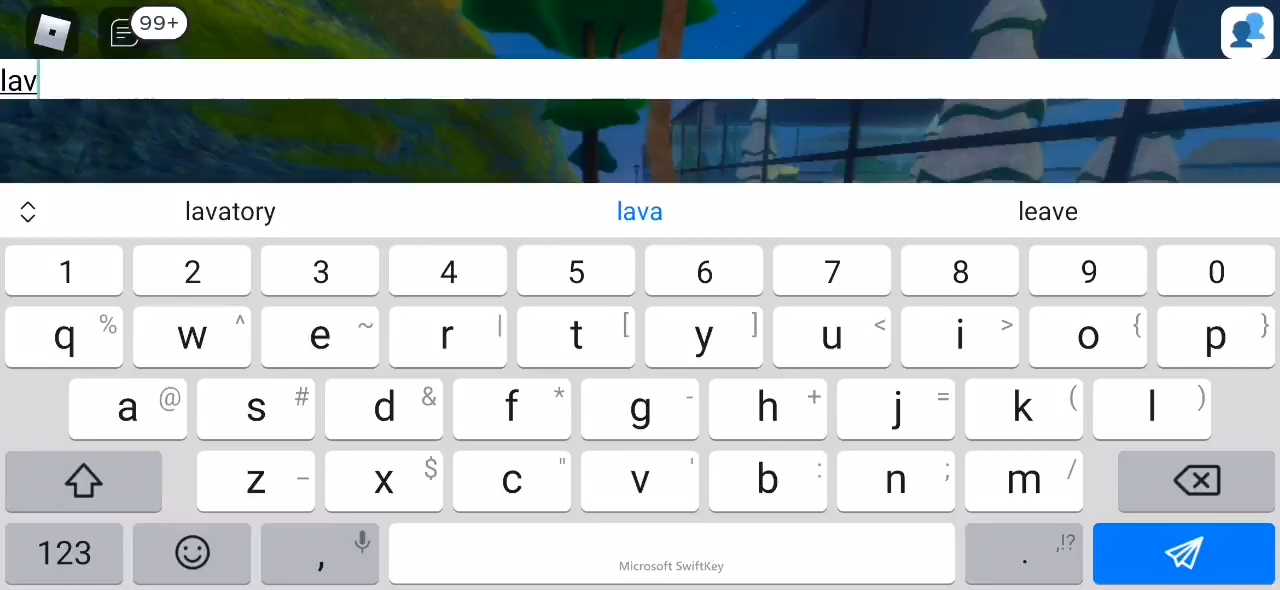 99+
lav
lavatory lava leave
1 2 3 4 5 6 7 8 9 0
q % w ^ e ~ r | t [ y ] u < i > o { p }
a @ s # d & f * g - h + j = k ( l )
z _ x $ c " v ' b : n ; m /
123 , Microsoft SwiftKey . ,!?